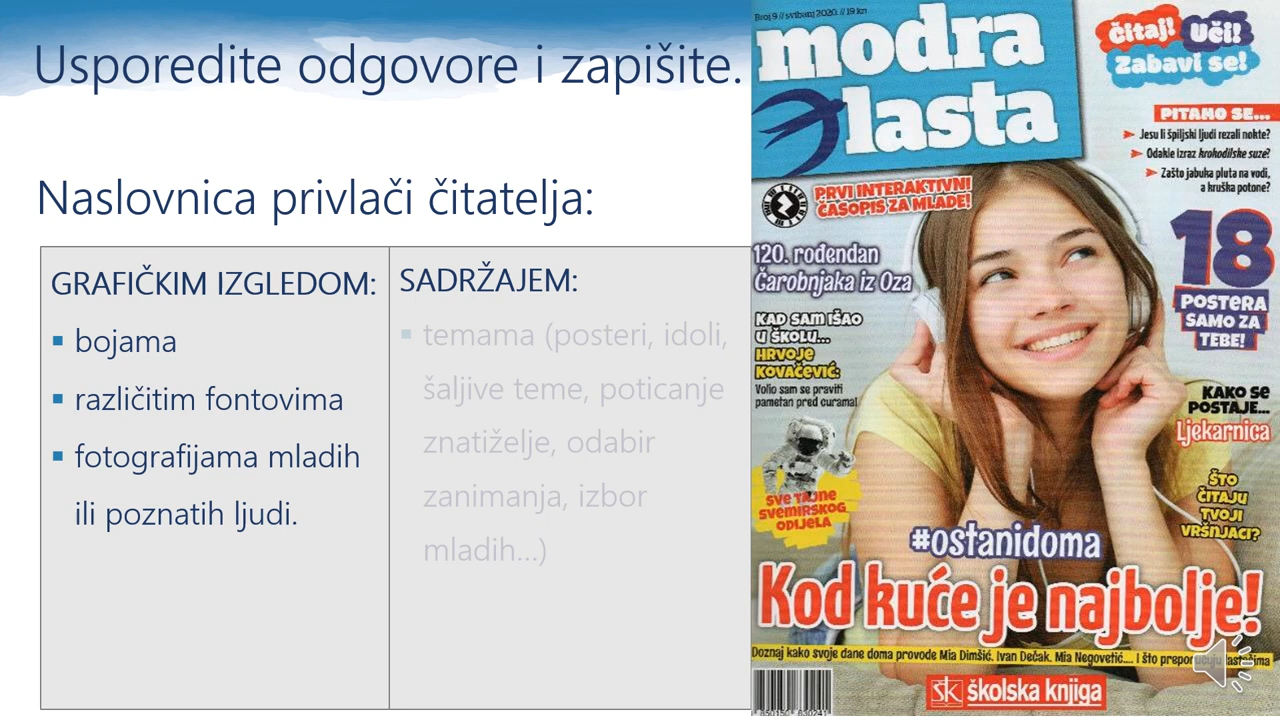 Usporedite odgovore i zapišite.
Naslovnica privlači čitatelja:
GRAFIČKIM IZGLEDOM:
▪ bojama
▪ različitim fontovima
▪ fotografijama mladih
ili poznatih ljudi.
SADRŽAJEM:
▪ temama (posteri, idoli,
šaljive teme, poticanje
znatiželje, odabir
zanimanja, izbor
mladih...)
Broj 9 // svibanj 2020. // 19 kn
modra
lasta
čitaj! Uči!
Zabavi se!
PITAMO SE...
Jesu li špiljski ljudi rezali nokte?
Odakle izraz krokodilske suze?
Zašto jabuka pluta na vodi,
a kruška potone?
PRVI INTERAKTIVNI
ČASOPIS ZA MLADE!
120. rođendan
Čarobnjaka iz Oza
18
POSTERA
SAMO ZA
TEBE!
KAD SAM IŠAO
U ŠKOLU...
HRVOJE
KOVAČEVIĆ:
Volio sam se praviti
pametan pred curama!
KAKO SE
POSTAJE...
Ljekarnica
SVE TAJNE
SVEMIRSKOG
ODIJELA
ŠTO
ČITAJU
TVOJI
VRŠNJACI?
#ostanidoma
Kod kuće je najbolje!
Doznaj kako svoje dane doma provode Mia Dimšić, Ivan Dečak, Mia Negovetić.... I što preporučuju lastašima
šk školska knjiga